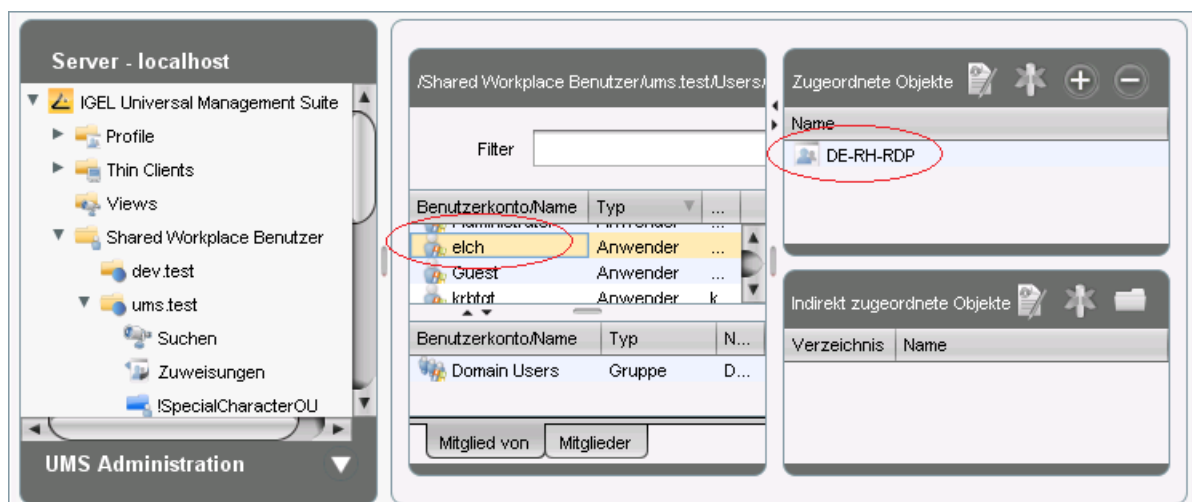 Server - localhost
IGEL Universal Management Suite
Profile
Thin Clients
Views
Shared Workplace Benutzer
dev.test
ums.test
Suchen
Zuweisungen
!SpecialCharacterOU
UMS Administration
/Shared Workplace Benutzer/ums.test/Users/
Filter
Benutzerkonto/Name Typ ...
Administrator Anwender ...
elch Anwender ...
Guest Anwender ...
krbtgt Anwender k
Benutzerkonto/Name Typ N...
Domain Users Gruppe D...
Mitglied von Mitglieder
Zugeordnete Objekte
Name
DE-RH-RDP
Indirekt zugeordnete Objekte
Verzeichnis Name